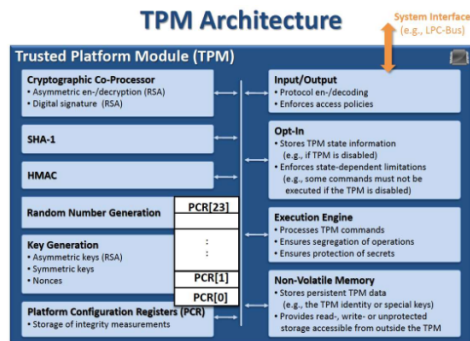 TPM Architecture
System Interface
(e.g., LPC-Bus)
Trusted Platform Module (TPM)
Cryptographic Co-Processor
• Asymmetric en-/decryption (RSA)
• Digital signature (RSA)
SHA-1
HMAC
Random Number Generation
Key Generation
• Asymmetric keys (RSA)
• Symmetric keys
• Nonces
Platform Configuration Registers (PCR)
• Storage of integrity measurements
PCR[23]
:
:
PCR[1]
PCR[0]
Input/Output
• Protocol en-/decoding
• Enforces access policies
Opt-In
• Stores TPM state information
(e.g., if TPM is disabled)
• Enforces state-dependent limitations
(e.g., some commands must not be
executed if the TPM is disabled)
Execution Engine
• Processes TPM commands
• Ensures segregation of operations
• Ensures protection of secrets
Non-Volatile Memory
• Stores persistent TPM data
(e.g., the TPM identity or special keys)
• Provides read-, write- or unprotected
storage accessible from outside the TPM